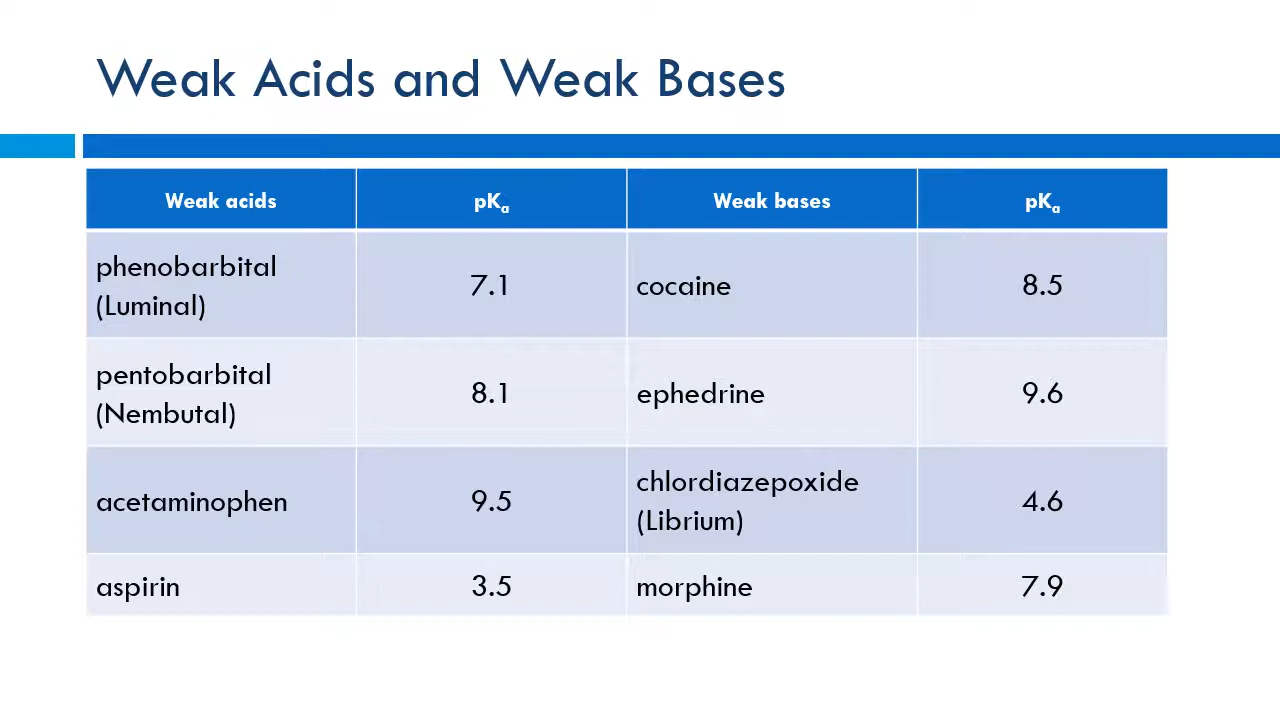 Weak Acids and Weak Bases
Weak acids pKa Weak bases pKa
phenobarbital
(Luminal) 7.1 cocaine 8.5
pentobarbital
(Nembutal) 8.1 ephedrine 9.6
acetaminophen 9.5 chlordiazepoxide
(Librium) 4.6
aspirin 3.5 morphine 7.9